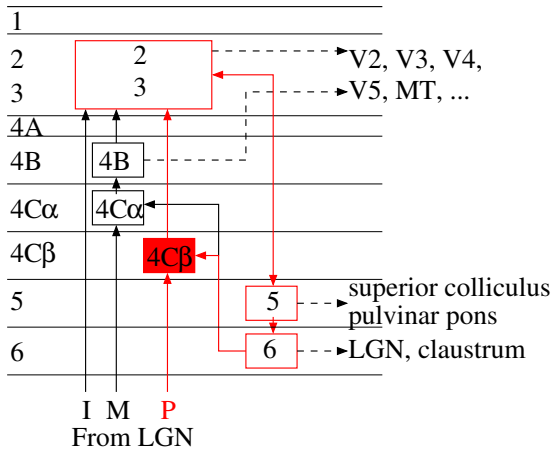 1
2 2 V2, V3, V4,
3 3 V5, MT, ...
4A
4B 4B
4Cα 4Cα
4Cβ 4Cβ
5 5 superior colliculus
pulvinar pons
6 6 LGN, claustrum
I M P
From LGN